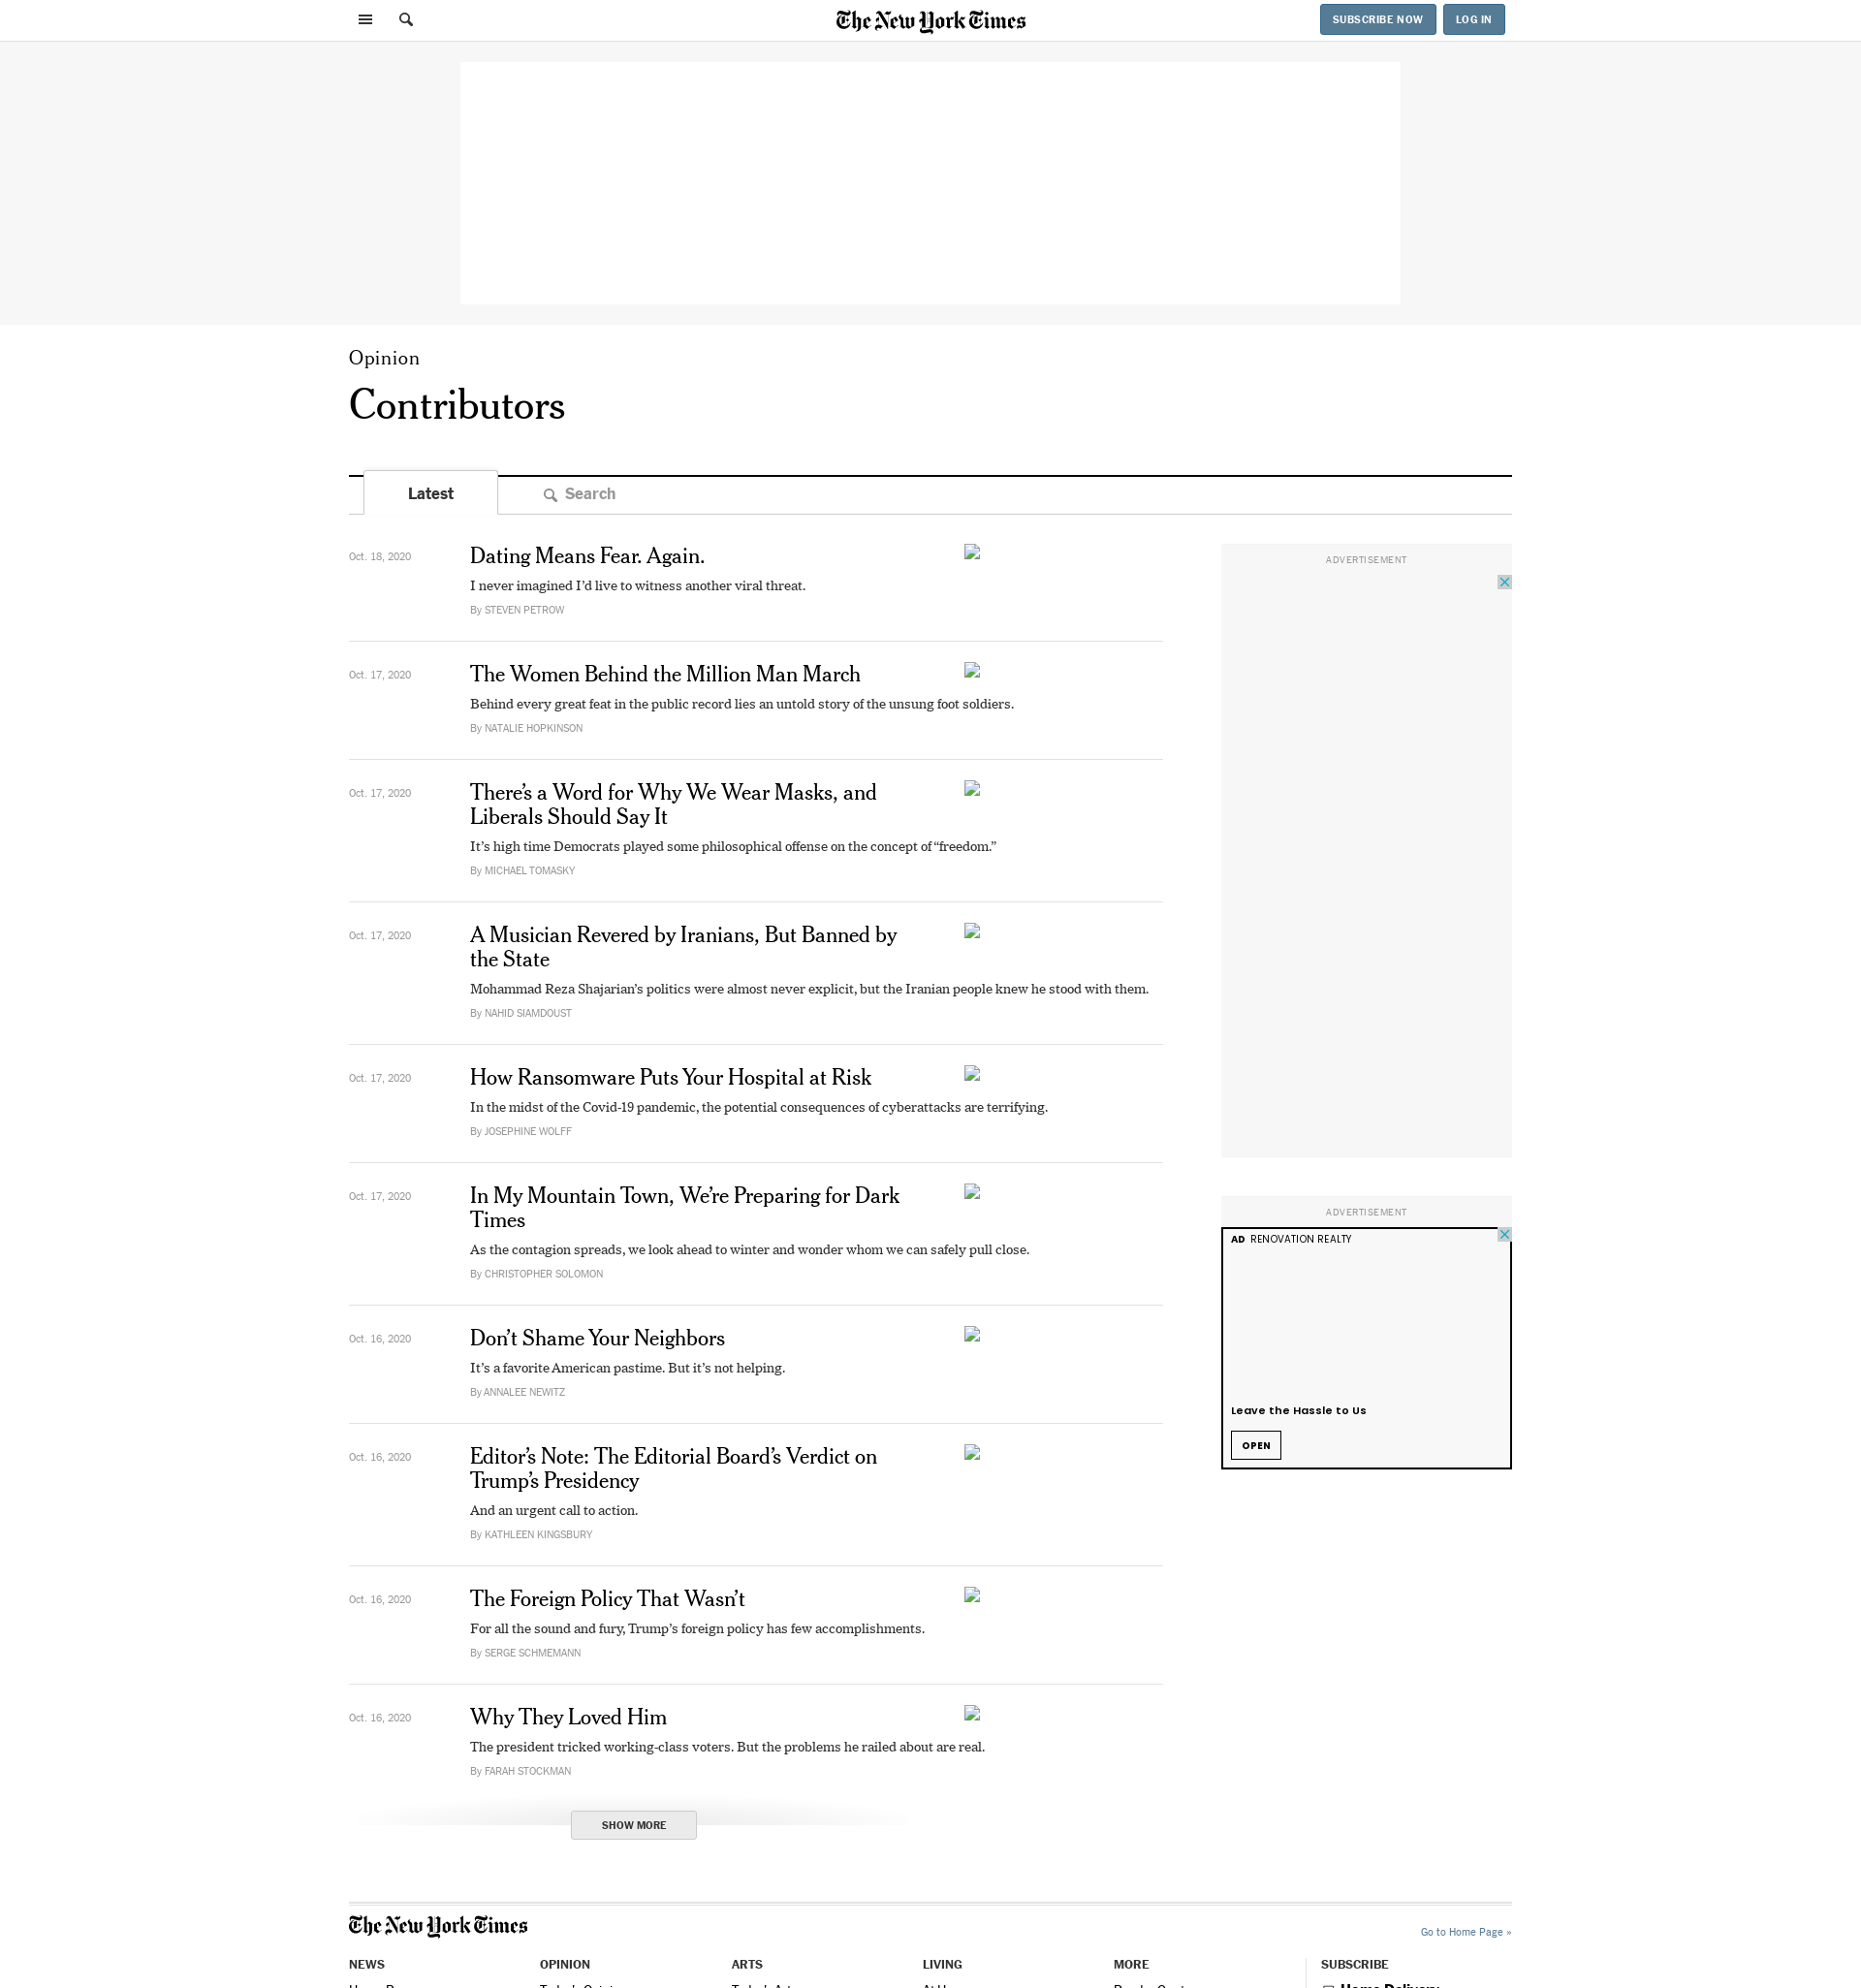 The New York Times
SUBSCRIBE NOW
LOG IN
Opinion
Contributors
Latest
Search
Oct. 18, 2020
Dating Means Fear. Again.
I never imagined I’d live to witness another viral threat.
By STEVEN PETROW
Oct. 17, 2020
The Women Behind the Million Man March
Behind every great feat in the public record lies an untold story of the unsung foot soldiers.
By NATALIE HOPKINSON
Oct. 17, 2020
There’s a Word for Why We Wear Masks, and
Liberals Should Say It
It’s high time Democrats played some philosophical offense on the concept of “freedom.”
By MICHAEL TOMASKY
Oct. 17, 2020
A Musician Revered by Iranians, But Banned by
the State
Mohammad Reza Shajarian’s politics were almost never explicit, but the Iranian people knew he stood with them.
By NAHID SIAMDOUST
Oct. 17, 2020
How Ransomware Puts Your Hospital at Risk
In the midst of the Covid-19 pandemic, the potential consequences of cyberattacks are terrifying.
By JOSEPHINE WOLFF
Oct. 17, 2020
In My Mountain Town, We’re Preparing for Dark
Times
As the contagion spreads, we look ahead to winter and wonder whom we can safely pull close.
By CHRISTOPHER SOLOMON
Oct. 16, 2020
Don’t Shame Your Neighbors
It’s a favorite American pastime. But it’s not helping.
By ANNALEE NEWITZ
Oct. 16, 2020
Editor’s Note: The Editorial Board’s Verdict on
Trump’s Presidency
And an urgent call to action.
By KATHLEEN KINGSBURY
Oct. 16, 2020
The Foreign Policy That Wasn’t
For all the sound and fury, Trump’s foreign policy has few accomplishments.
By SERGE SCHMEMANN
Oct. 16, 2020
Why They Loved Him
The president tricked working-class voters. But the problems he railed about are real.
By FARAH STOCKMAN
SHOW MORE
ADVERTISEMENT
ADVERTISEMENT
AD RENOVATION REALTY
Leave the Hassle to Us
OPEN
The New York Times
Go to Home Page »
NEWS
OPINION
ARTS
LIVING
MORE
SUBSCRIBE